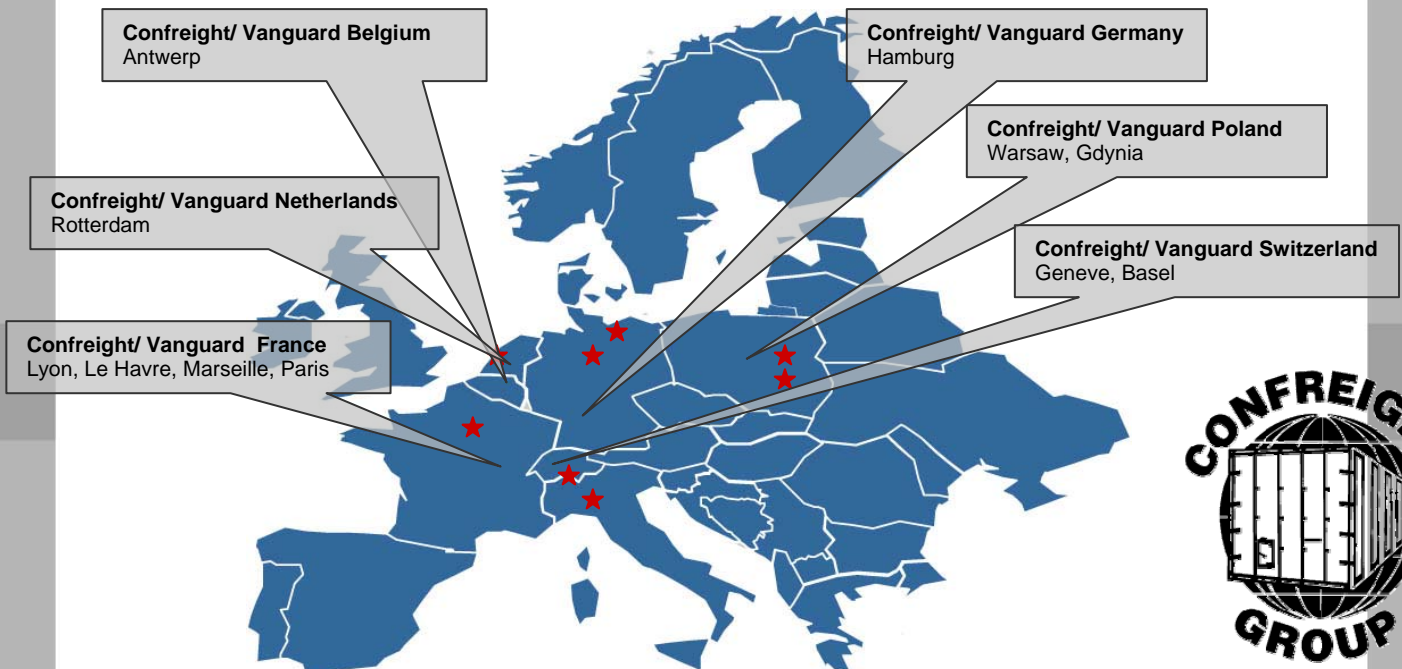 Confreight/ Vanguard Belgium
Antwerp
Confreight/ Vanguard Germany
Hamburg
Confreight/ Vanguard Poland
Warsaw, Gdynia
Confreight/ Vanguard Netherlands
Rotterdam
Confreight/ Vanguard Switzerland
Geneve, Basel
Confreight/ Vanguard  France
Lyon, Le Havre, Marseille, Paris
CONFREIG
GROUP